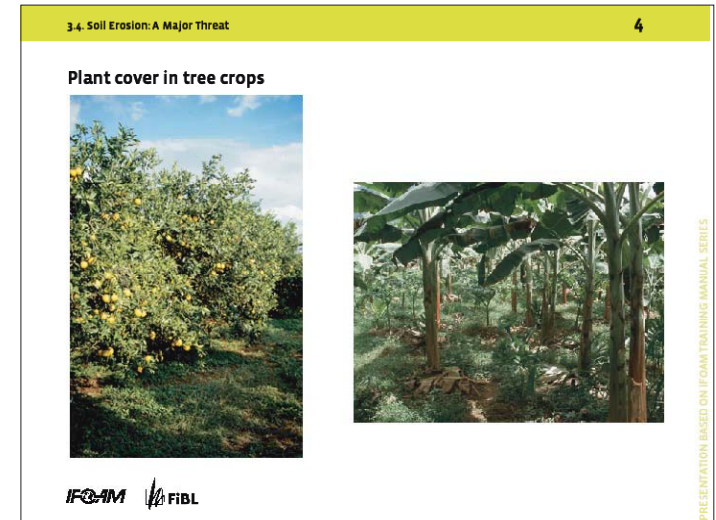 3.4. Soil Erosion: A Major Threat
4
Plant cover in tree crops
PRESENTATION BASED ON IFOAM TRAINING MANUAL SERIES
IFOAM
FiBL